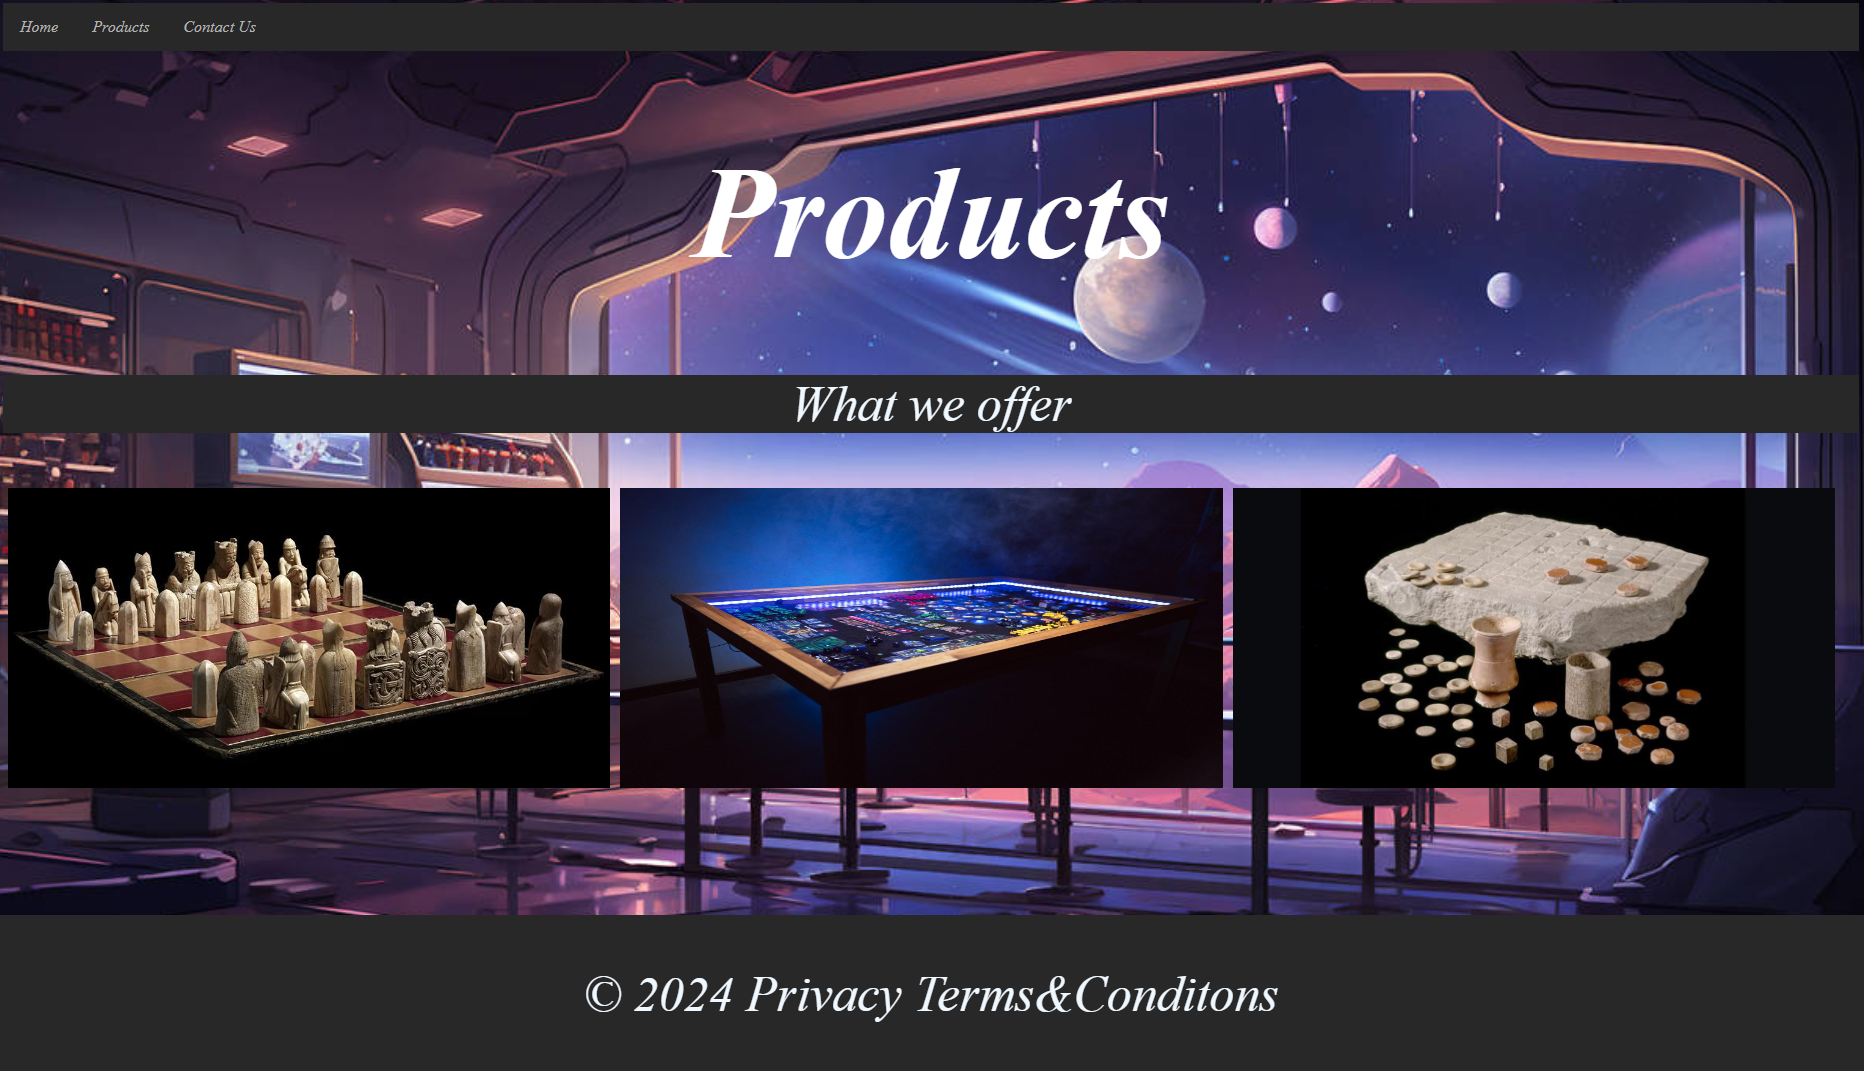 Home Products Contact Us
Products
What we offer
© 2024 Privacy Terms&Conditons